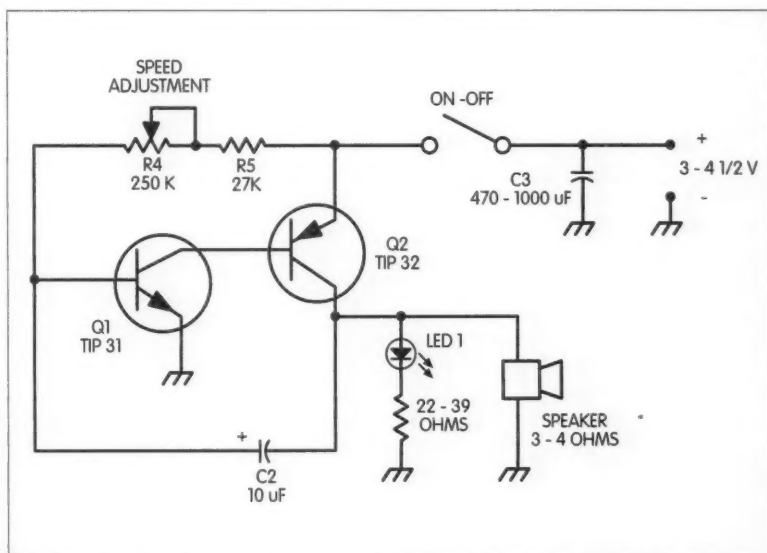 SPEED
ADJUSTMENT
ON -OFF
R4
250 K
R5
27K
C3
470 - 1000 uF
+
3 - 4 1/2 V
-
Q2
TIP 32
Q1
TIP 31
LED 1
22 - 39
OHMS
SPEAKER
3 - 4 OHMS
+
C2
10 uF